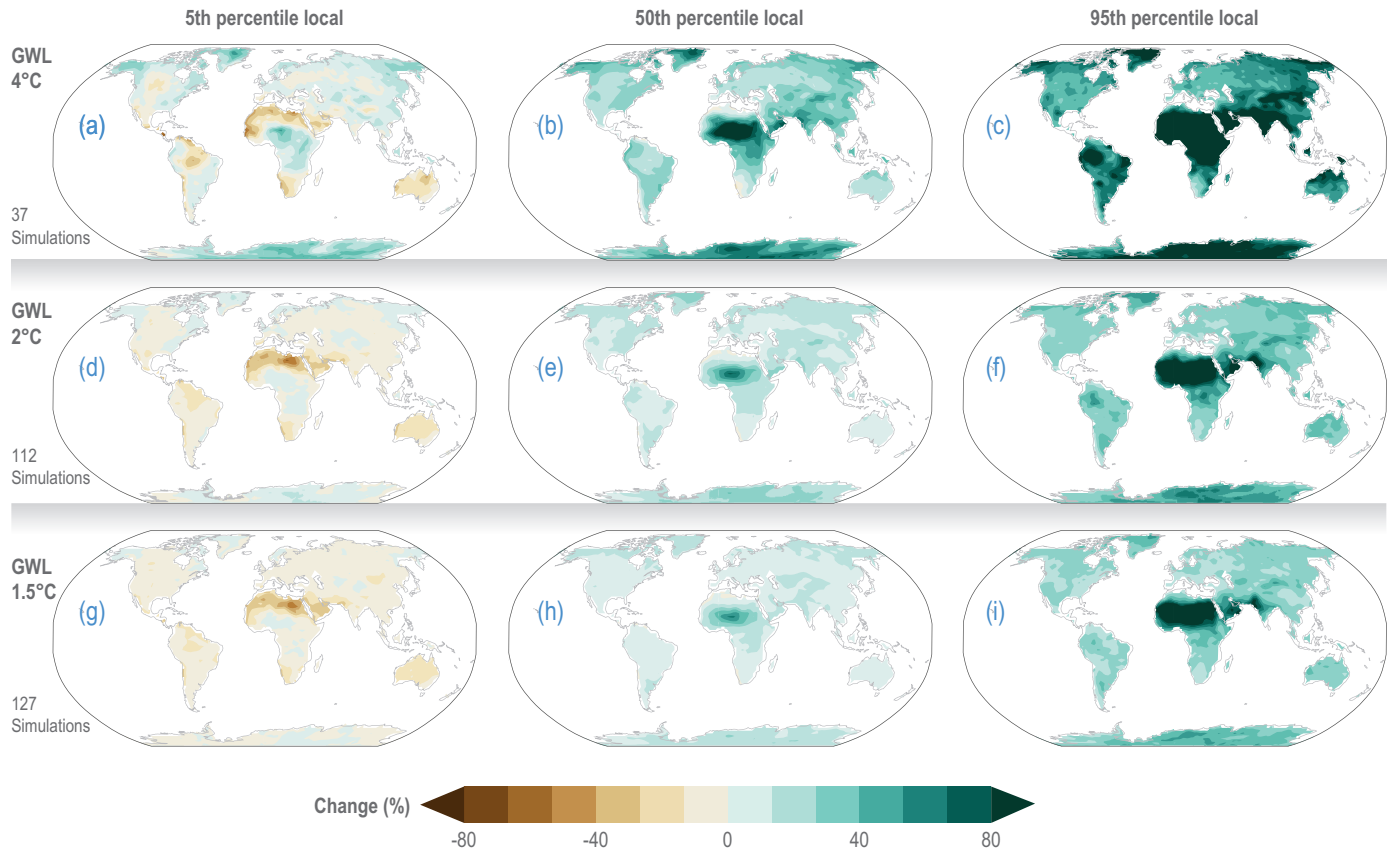 5th percentile local
50th percentile local
95th percentile local
GWL
4°C
(a)
(b)
(c)
37
Simulations
GWL
2°C
(d)
(e)
(f)
112
Simulations
GWL
1.5°C
(g)
(h)
(i)
127
Simulations
Change (%)
-80
-40
0
40
80